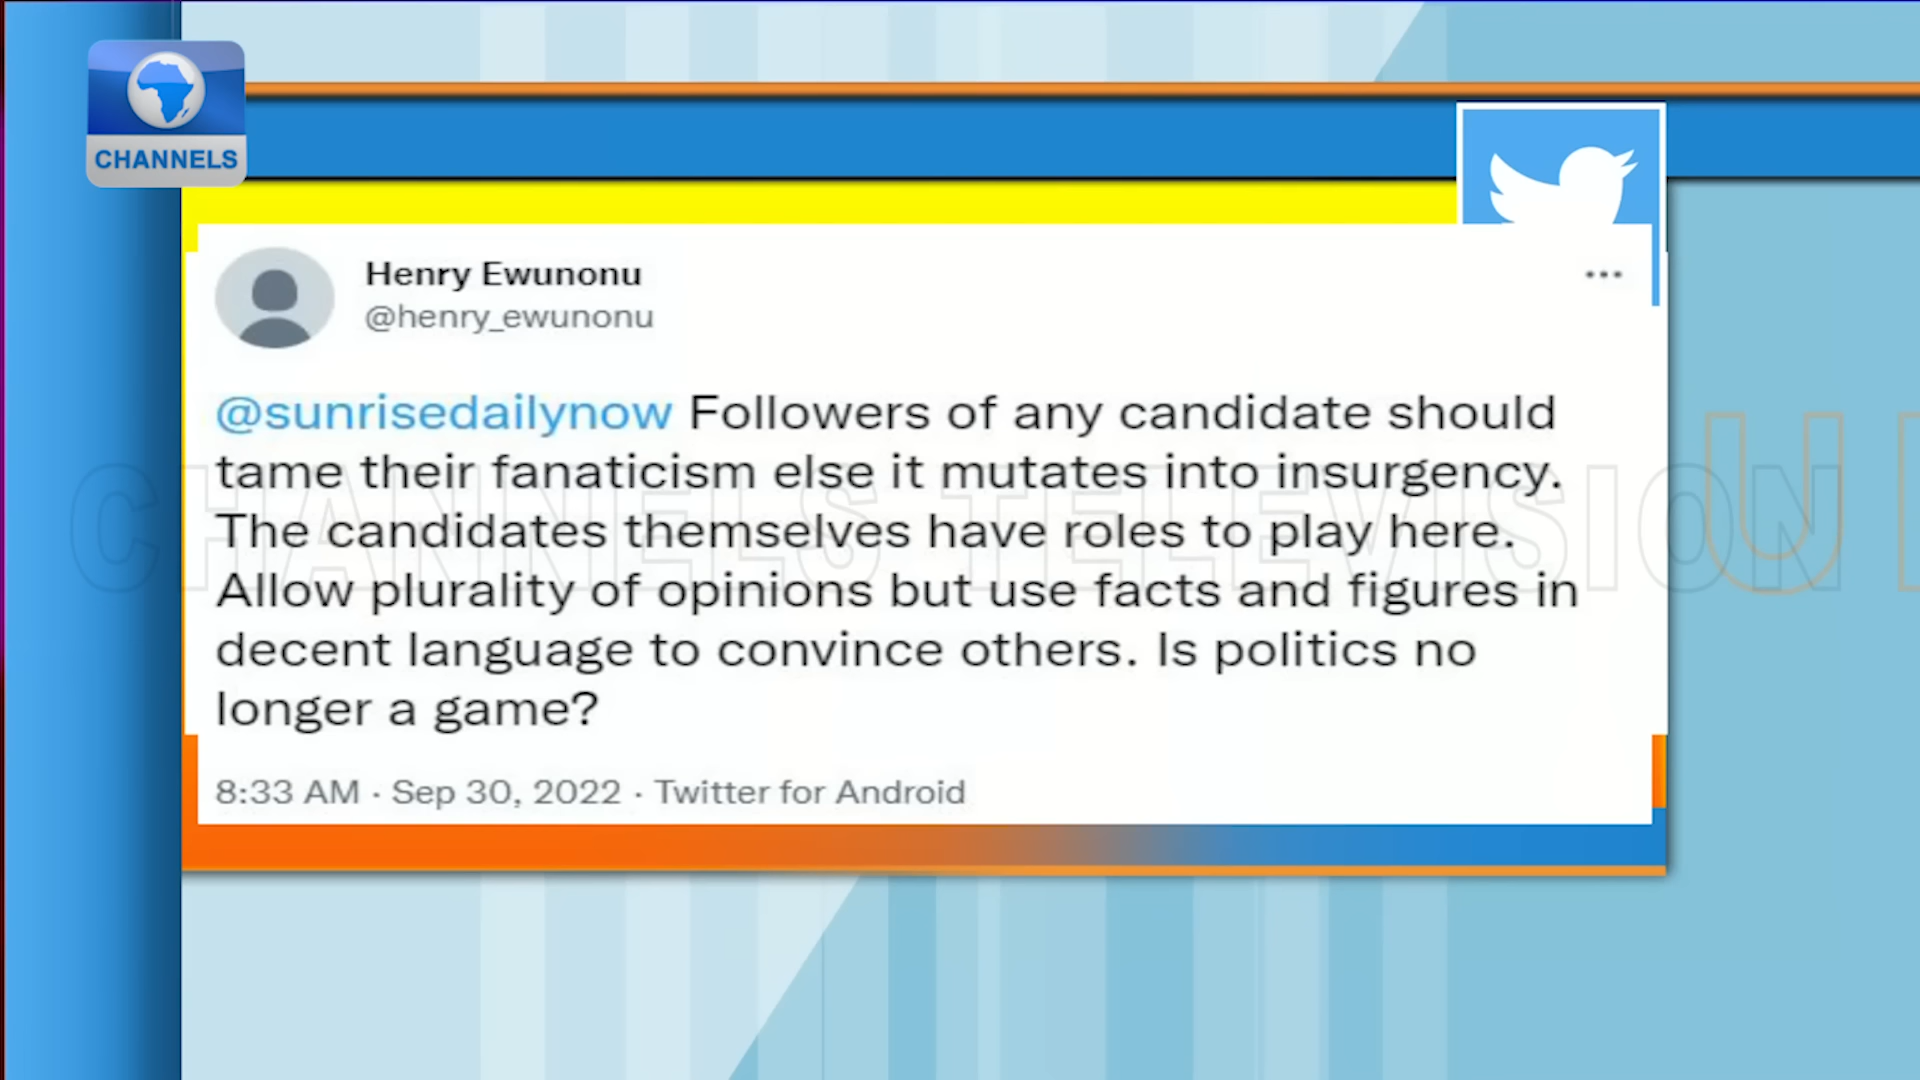 CHANNELS
Henry Ewunonu
@henry_ewunonu
@sunrisedailynow Followers of any candidate should
tame their fanaticism else it mutates into insurgency.
The candidates themselves have roles to play here.
Allow plurality of opinions but use facts and figures in
decent language to convince others. Is politics no
longer a game?
8:33 AM · Sep 30, 2022 · Twitter for Android
CHANNELS TELEVISION
U